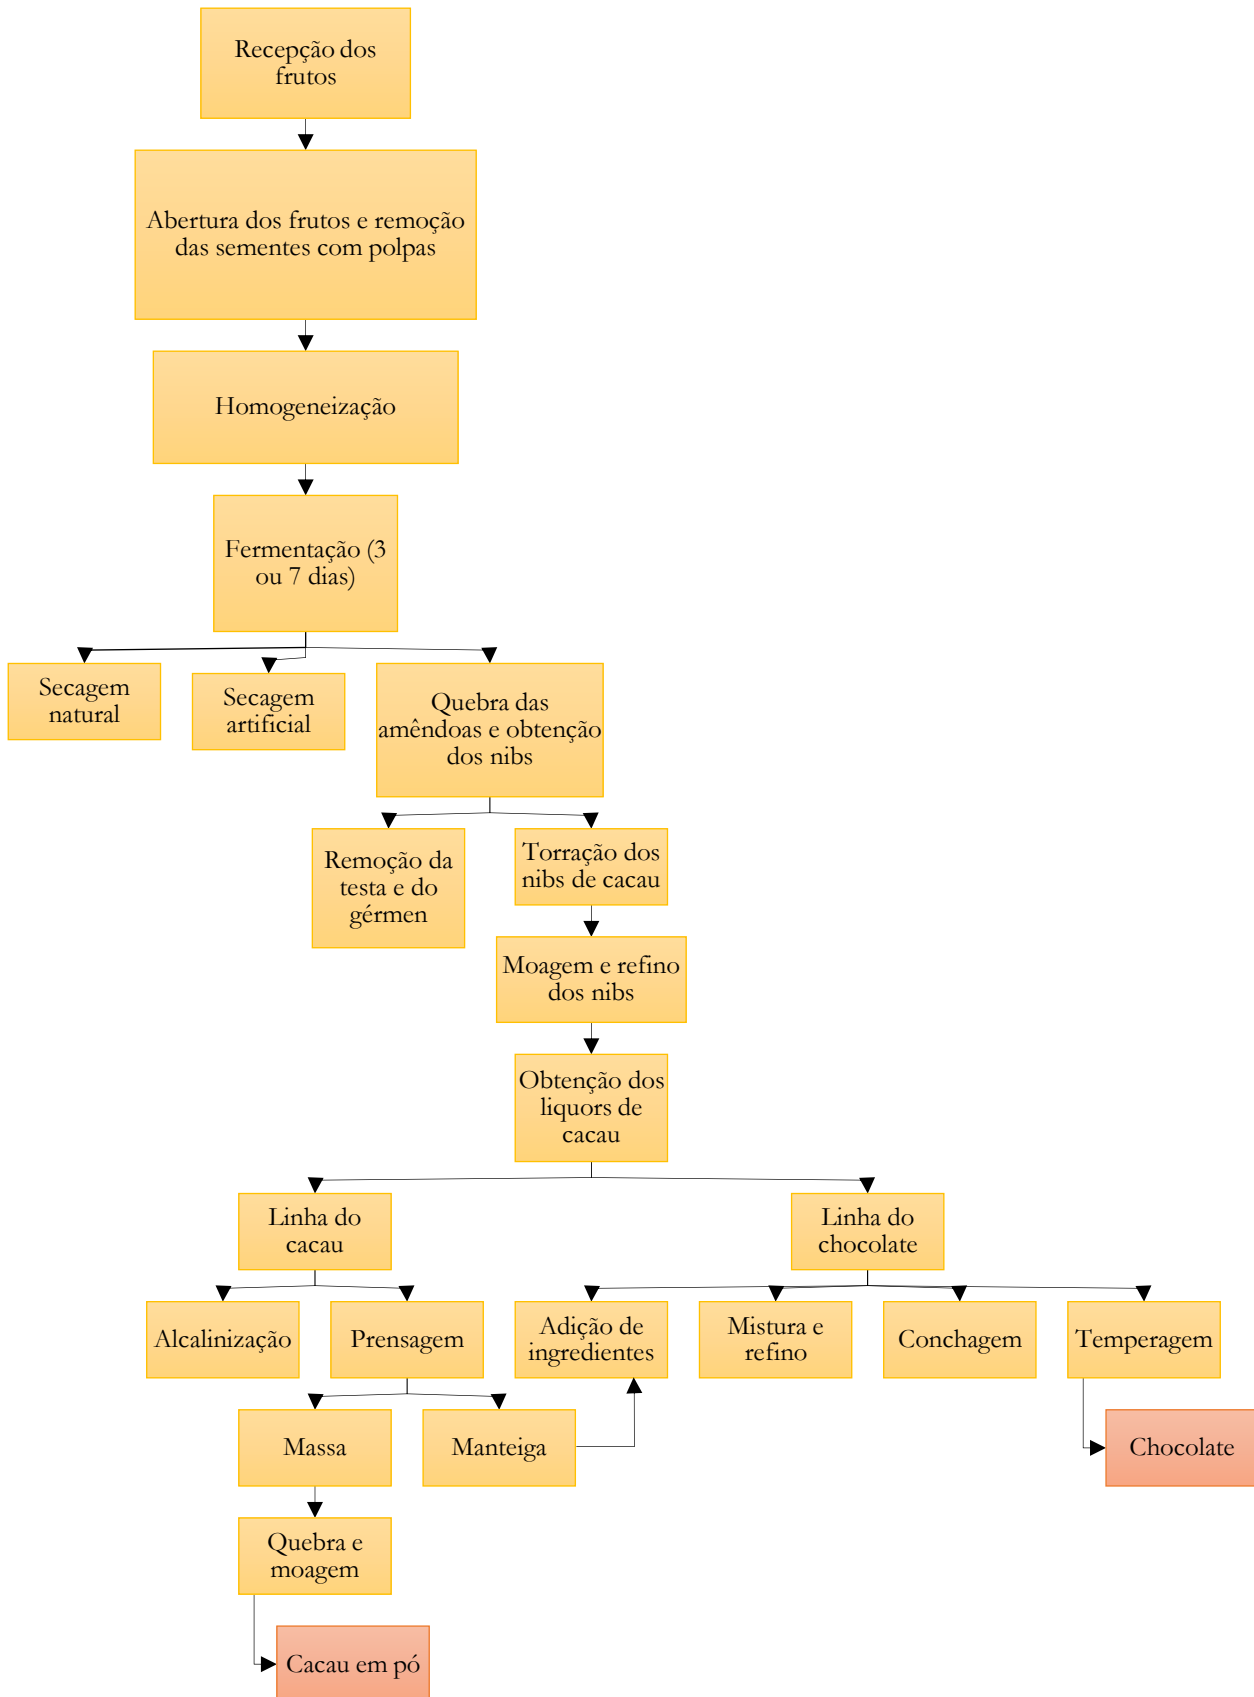 Recepção dos
frutos
Abertura dos frutos e remoção
das sementes com polpas
Homogeneização
Fermentação (3
ou 7 dias)
Secagem
natural
Secagem
artificial
Quebra das
amêndoas e obtenção
dos nibs
Remoção da
testa e do
gérmen
Torração dos
nibs de cacau
Moagem e refino
dos nibs
Obtenção dos
liquors de
cacau
Linha do
cacau
Linha do
chocolate
Alcalinização
Prensagem
Adição de
ingredientes
Mistura e
refino
Conchagem
Temperagem
Massa
Manteiga
Chocolate
Quebra e
moagem
Cacau em pó